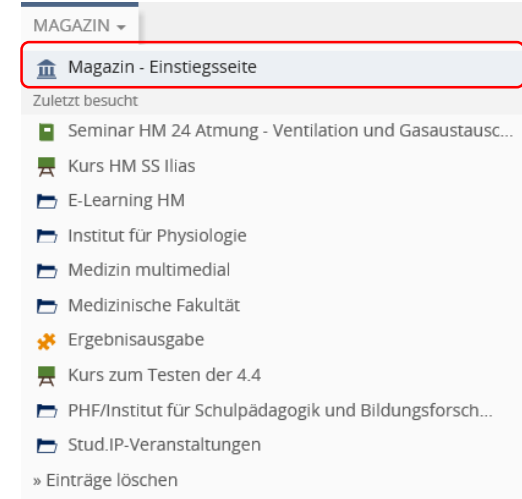 MAGAZIN
Magazin - Einstiegsseite
Zuletzt besucht
Seminar HM 24 Atmung - Ventilation und Gasaustausc...
Kurs HM SS Ilias
E-Learning HM
Institut für Physiologie
Medizin multimedial
Medizinische Fakultät
Ergebnisausgabe
Kurs zum Testen der 4.4
PHF/Institut für Schulpädagogik und Bildungsforsch...
Stud.IP-Veranstaltungen
» Einträge löschen